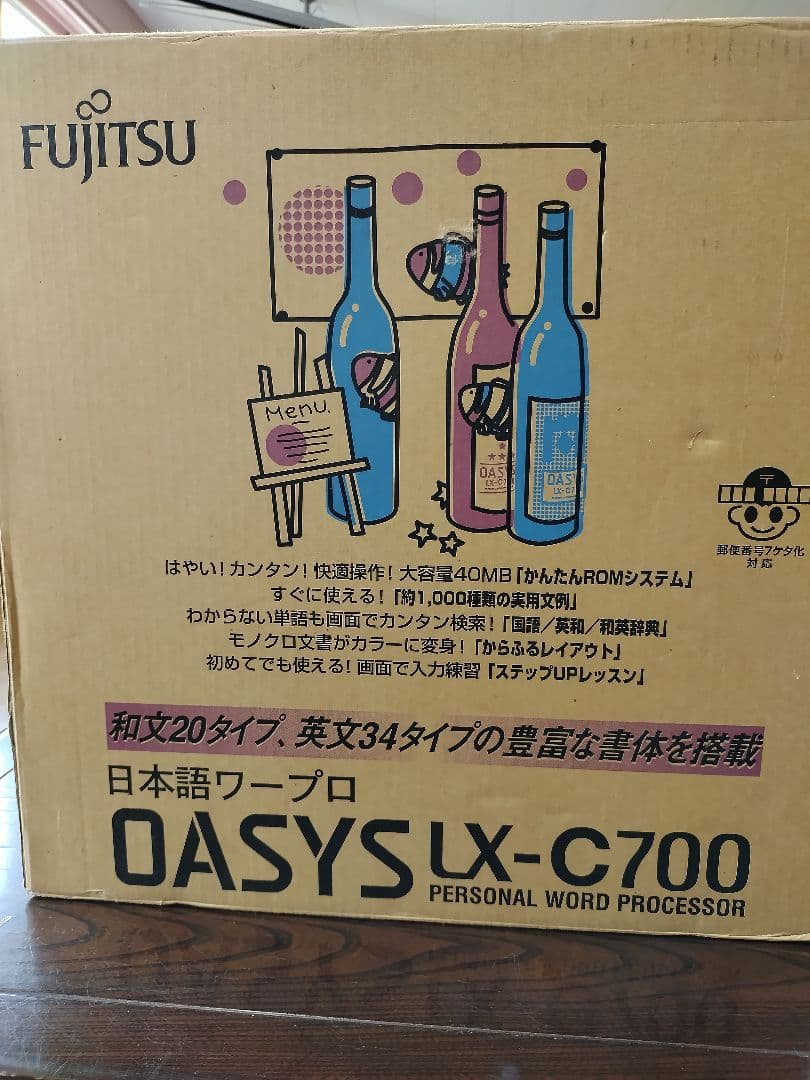 FUJITSU
Menu.
OASYS
LX-C7
OASYS
LX-C7
〒
郵便番号7ケタ化
対応
はやい!カンタン!快適操作!大容量40MB「かんたんROMシステム」
すぐに使える!「約1,000種類の実用文例」
わからない単語も画面でカンタン検索!「国語/英和/和英辞典」
モノクロ文書がカラーに変身!「からふるレイアウト」
初めてでも使える!画面で入力練習「ステップUPレッスン」
和文20タイプ、英文34タイプの豊富な書体を搭載
日本語ワープロ
OASYS LX-C700
PERSONAL WORD PROCESSOR